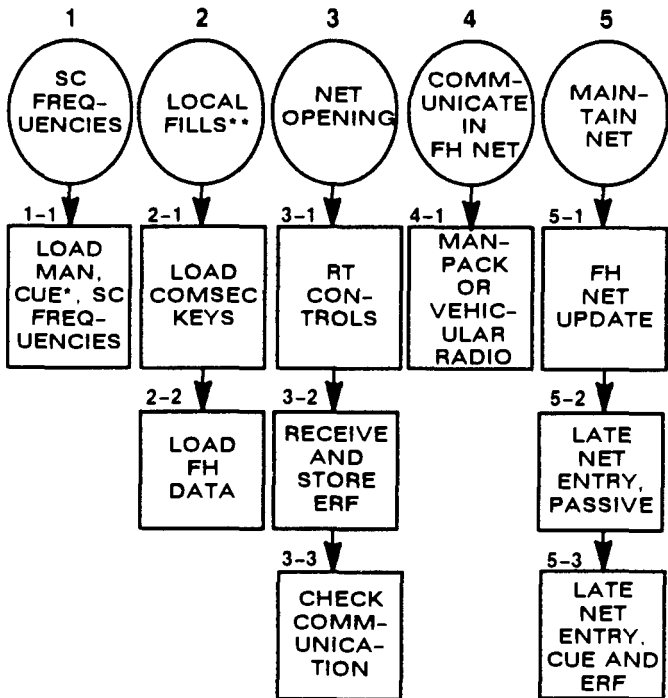 1
2
3
4
5
SC
FREQ-
UENCIES
LOCAL
FILLS**
NET
OPENING
COMM-
UNICATE
IN
FH NET
MAIN-
TAIN
NET
1-1
LOAD
MAN,
CUE*, SC
FREQ-
UENCIES
2-1
LOAD
COMSEC
KEYS
3-1
RT
CON-
TROLS
4-1
MAN-
PACK
OR
VEHIC-
ULAR
RADIO
5-1
FH
NET
UPDATE
2-2
LOAD
FH
DATA
3-2
RECEIVE
AND
STORE
ERF
5-2
LATE
NET
ENTRY,
PASSIVE
3-3
CHECK
COMM-
UNICA-
TION
5-3
LATE
NET
ENTRY.
CUE AND
ERF